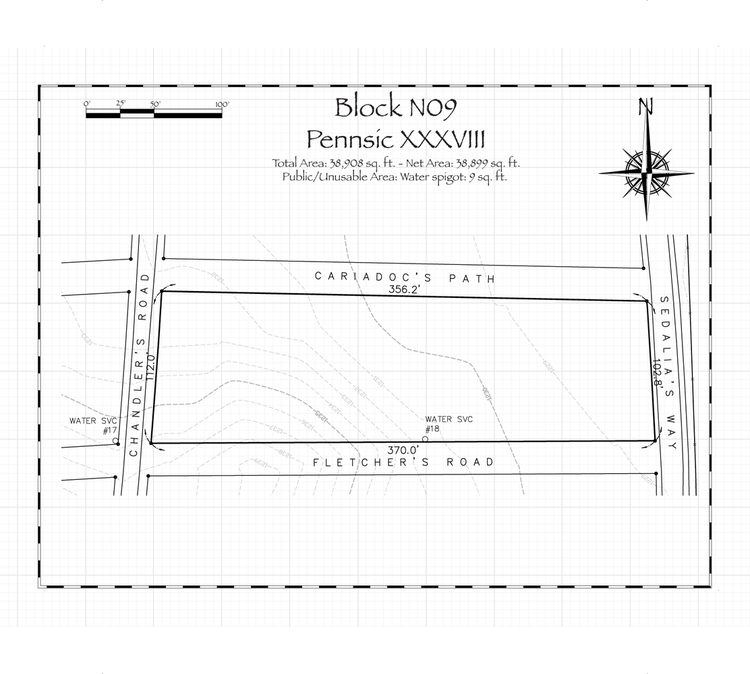 Block N09
Pennsic XXXVIII
Total Area: 38,908 sq. ft. - Net Area: 38,899 sq. ft.
Public/Unusable Area: Water spigot: 9 sq. ft.
0' 25' 50' 100'
N
CARIADOC'S PATH
356.2'
CHANDLER'S ROAD
112.0'
SEDALIA'S WAY
102.8'
WATER SVC
#17
WATER SVC
#18
370.0'
FLETCHER'S ROAD